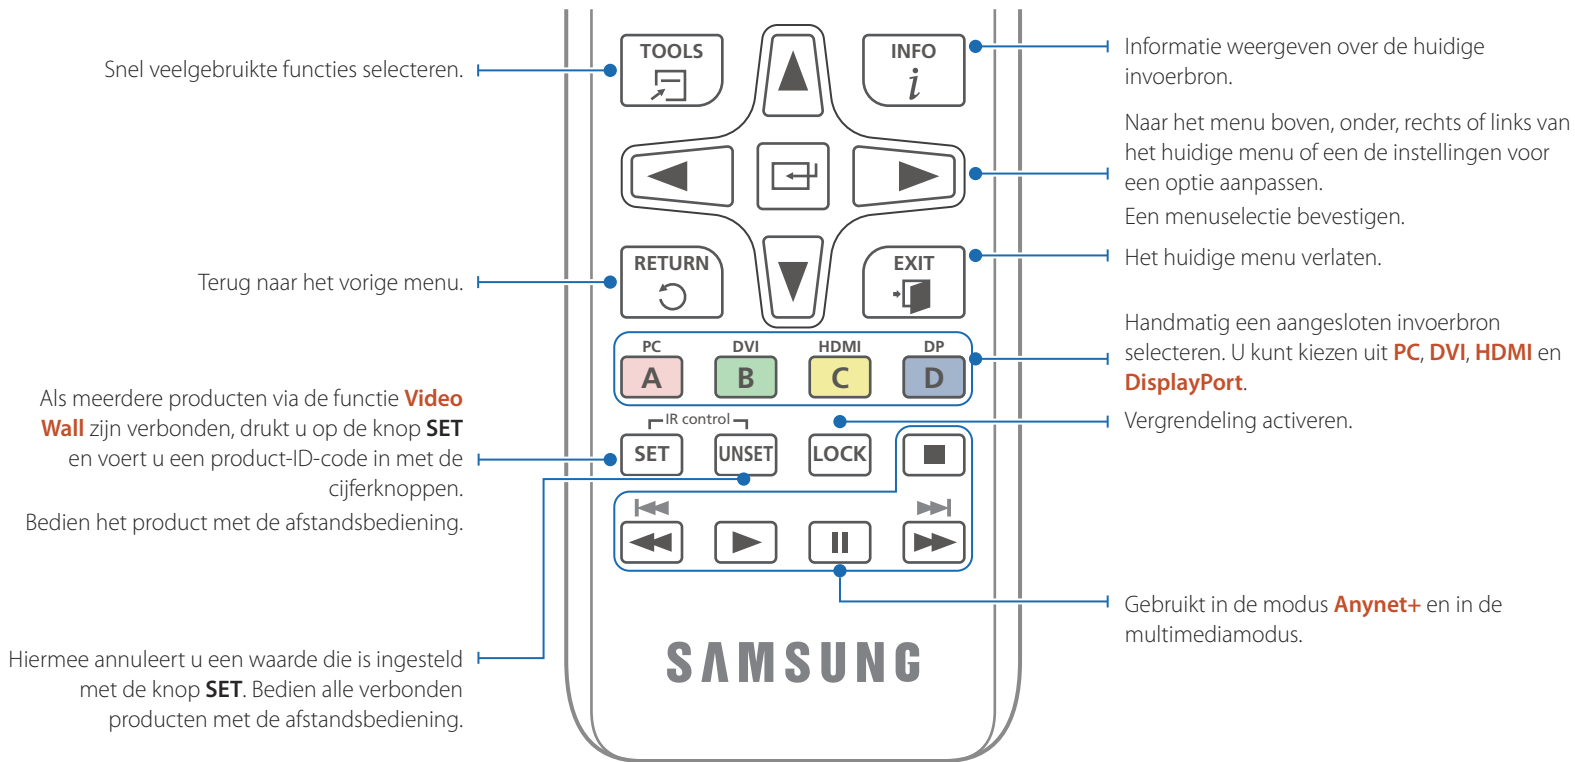 Snel veelgebruikte functies selecteren.
Terug naar het vorige menu.
Als meerdere producten via de functie Video
Wall zijn verbonden, drukt u op de knop SET
en voert u een product-ID-code in met de
cijferknoppen.
Bedien het product met de afstandsbediening.
Hiermee annuleert u een waarde die is ingesteld
met de knop SET. Bedien alle verbonden
producten met de afstandsbediening.
TOOLS
INFO
i
RETURN
EXIT
PC DVI HDMI DP
A B C D
IR control
SET UNSET LOCK
SAMSUNG
Informatie weergeven over de huidige
invoerbron.
Naar het menu boven, onder, rechts of links van
het huidige menu of een de instellingen voor
een optie aanpassen.
Een menuselectie bevestigen.
Het huidige menu verlaten.
Handmatig een aangesloten invoerbron
selecteren. U kunt kiezen uit PC, DVI, HDMI en
DisplayPort.
Vergrendeling activeren.
Gebruikt in de modus Anynet+ en in de
multimediamodus.